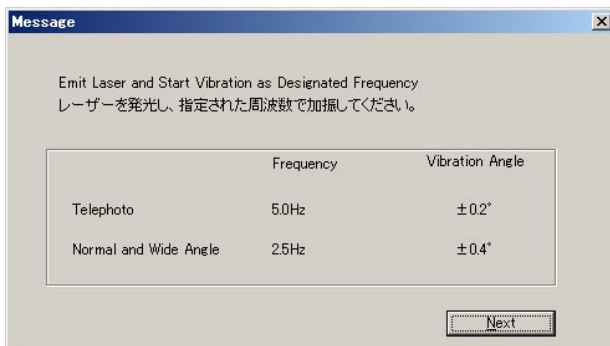 Message
Emit Laser and Start Vibration as Designated Frequency
レーザーを発光し、指定された周波数で加振してください。
Frequency Vibration Angle
Telephoto 5.0Hz ±0.2°
Normal and Wide Angle 2.5Hz ±0.4°
Next